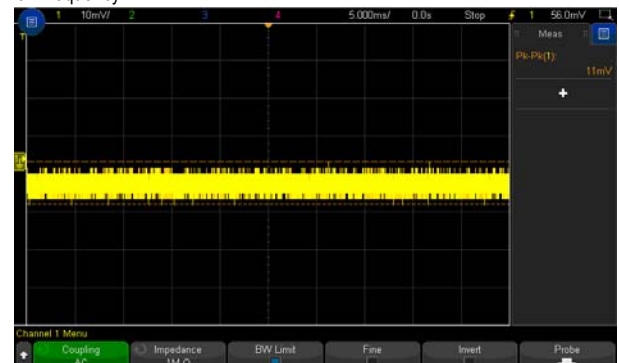 1 10mV/ 2 3 4 5.000ms/ 0.0s Stop 1 56.0mV
Meas
Pk-Pk(1):
11mV
Channel 1 Menu
Coupling Impedance BW Limit Fine Invert Probe
AC 1M Ω